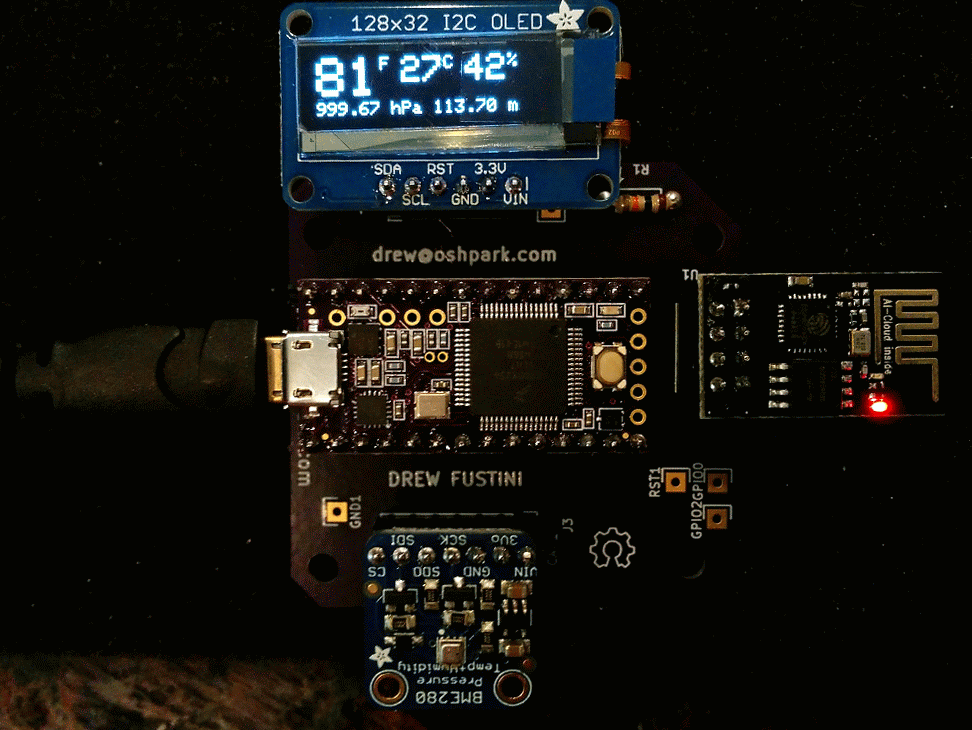 128x32 I2C OLED
81F 27C 42%
999.67 hPa 113.70 m
SDA RST 3.3V
SCL GND VIN
R1
drew@oshpark.com
U1
AI-Cloud inside
DREW FUSTINI
RST1
GPIO0
GPIO2
GND1
J3
SDI SCK 3Vo
CS SDO GND VIN
Temp+Humidity
Pressure
BME280